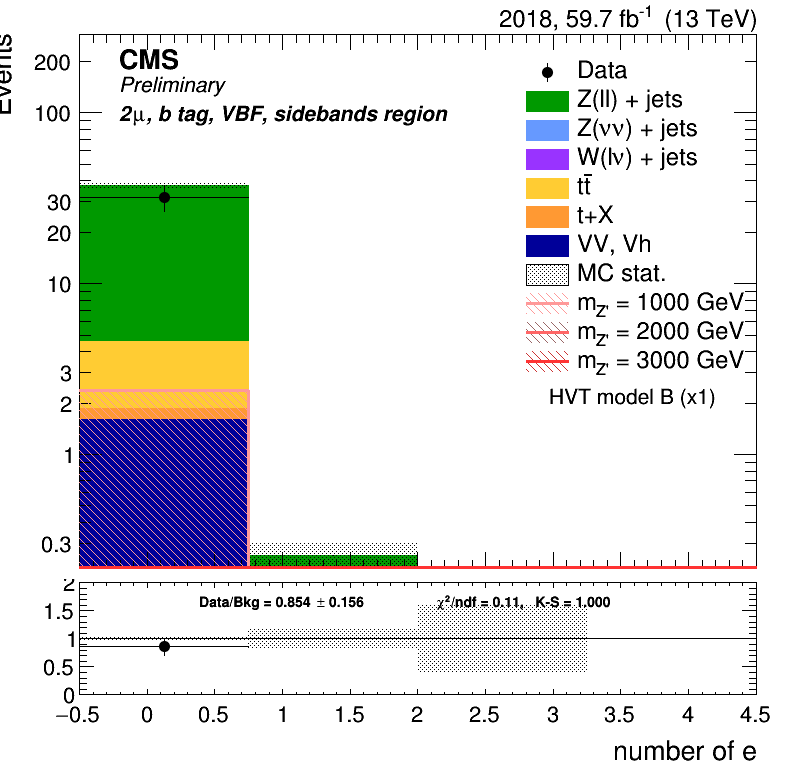 2018, 59.7 fb⁻¹ (13 TeV)
Events
CMS
Preliminary
2μ, b tag, VBF, sidebands region
Data
Z(ll) + jets
Z(νν) + jets
W(lν) + jets
tt̄
t+X
VV, Vh
MC stat.
m_Z' = 1000 GeV
m_Z' = 2000 GeV
m_Z' = 3000 GeV
HVT model B (x1)
200
100
30
20
10
3
2
1
0.3
Data/Bkg = 0.854 ± 0.156 χ²/ndf = 0.11, K-S = 1.000
2
1.5
1
0.5
0
−0.5 0 0.5 1 1.5 2 2.5 3 3.5 4 4.5
number of e